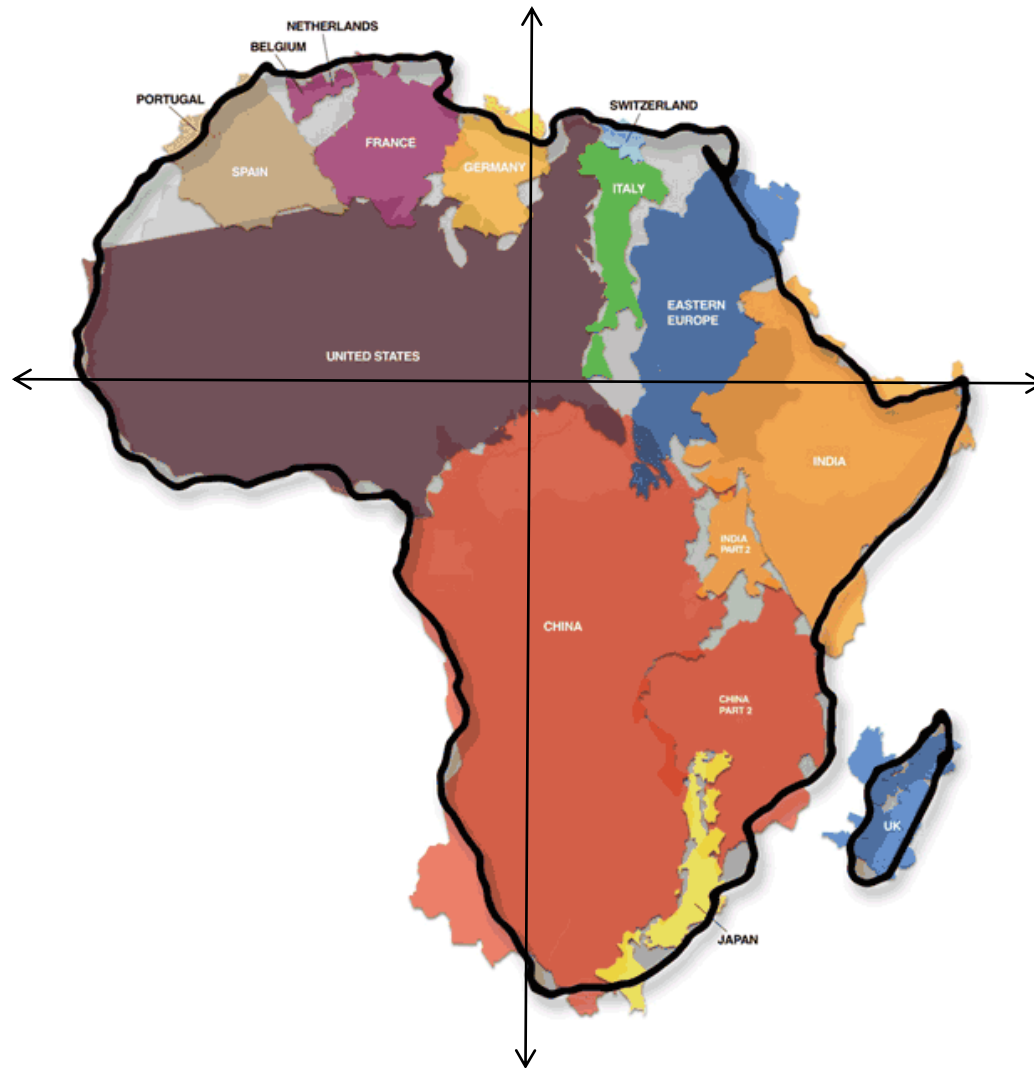 NETHERLANDS
BELGIUM
PORTUGAL
SWITZERLAND
FRANCE
GERMANY
SPAIN
ITALY
EASTERN
EUROPE
UNITED STATES
INDIA
INDIA
PART 2
CHINA
CHINA
PART 2
UK
JAPAN